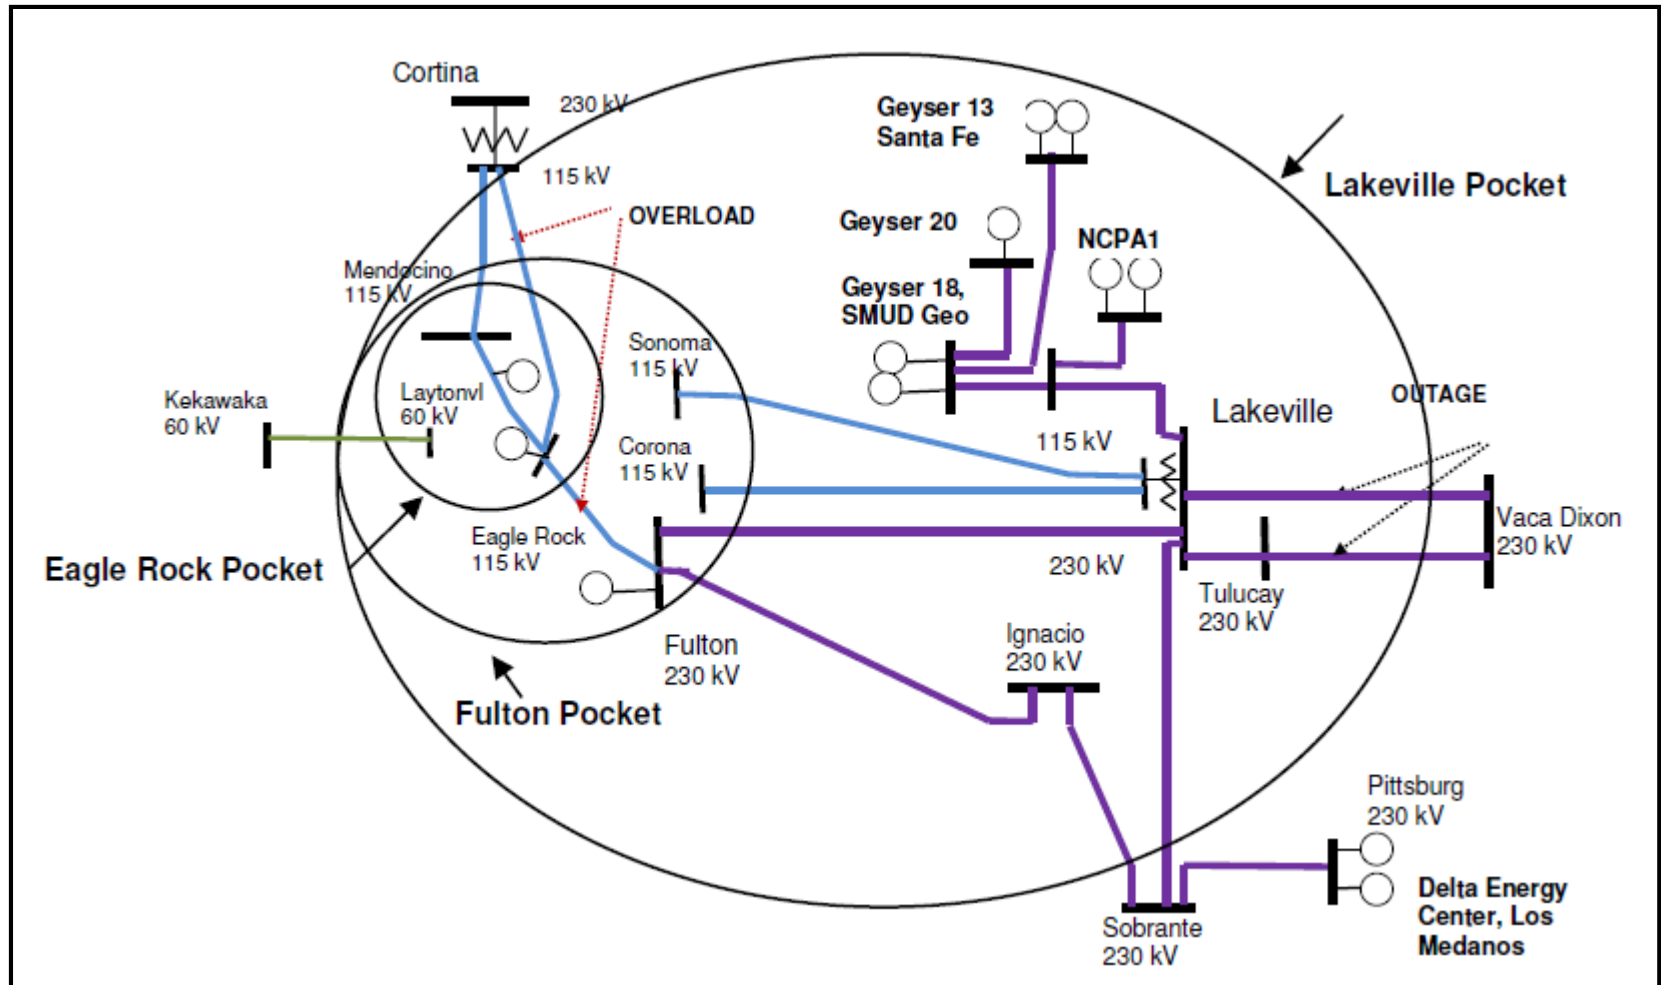 Cortina
230 kV
115 kV
OVERLOAD
Geyser 13
Santa Fe
Lakeville Pocket
Geyser 20
NCPA1
Mendocino
115 kV
Geyser 18,
SMUD Geo
Sonoma
115 kV
Laytonvl
60 kV
Kekawaka
60 kV
OUTAGE
Lakeville
115 kV
Corona
115 kV
Eagle Rock
115 kV
Vaca Dixon
230 kV
Eagle Rock Pocket
230 kV
Tulucay
230 kV
Fulton
230 kV
Ignacio
230 kV
Fulton Pocket
Pittsburg
230 kV
Delta Energy
Center, Los
Medanos
Sobrante
230 kV